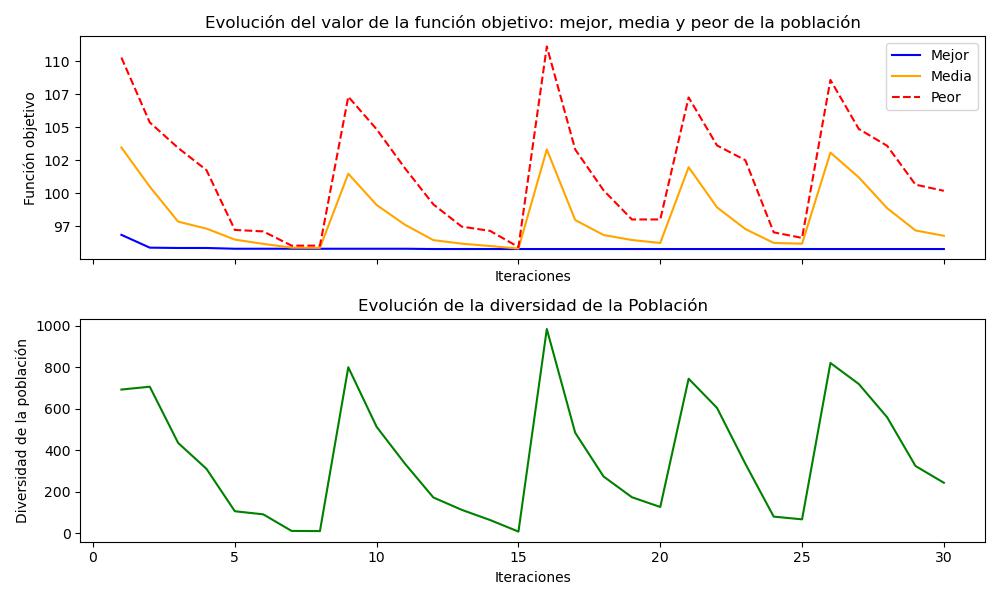 Evolución del valor de la función objetivo: mejor, media y peor de la población
Función objetivo
110
107
105
102
100
97
Mejor
Media
Peor
Iteraciones
Evolución de la diversidad de la Población
Diversidad de la población
1000
800
600
400
200
0
0 5 10 15 20 25 30
Iteraciones